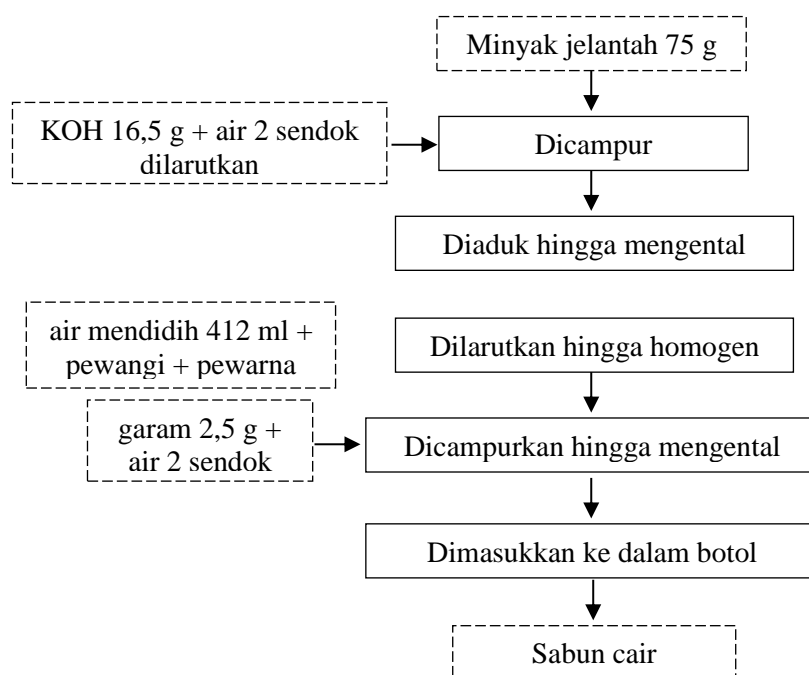 Minyak jelantah 75 g
KOH 16,5 g + air 2 sendok
dilarutkan
Dicampur
Diaduk hingga mengental
air mendidih 412 ml +
pewangi + pewarna
Dilarutkan hingga homogen
garam 2,5 g +
air 2 sendok
Dicampurkan hingga mengental
Dimasukkan ke dalam botol
Sabun cair